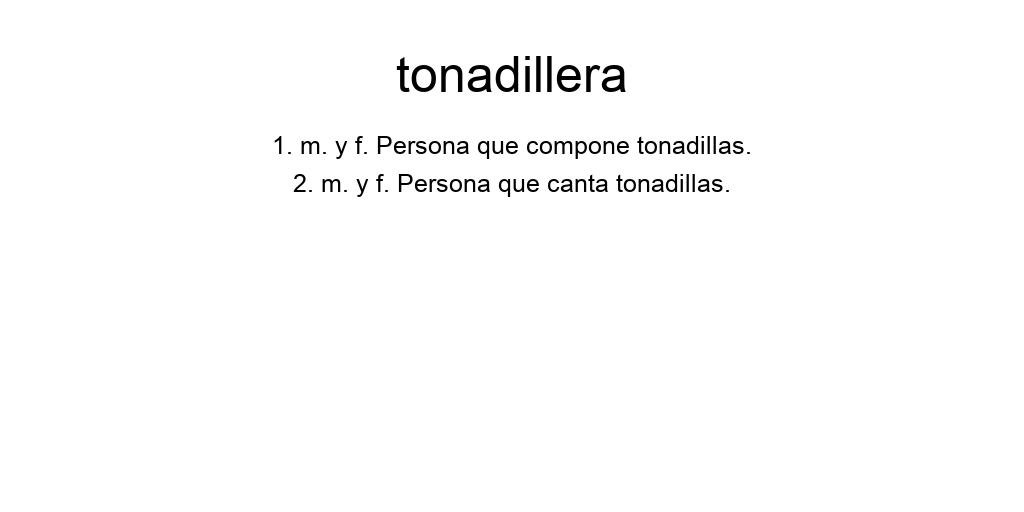 tonadillera
1. m. y f. Persona que compone tonadillas.
2. m. y f. Persona que canta tonadillas.